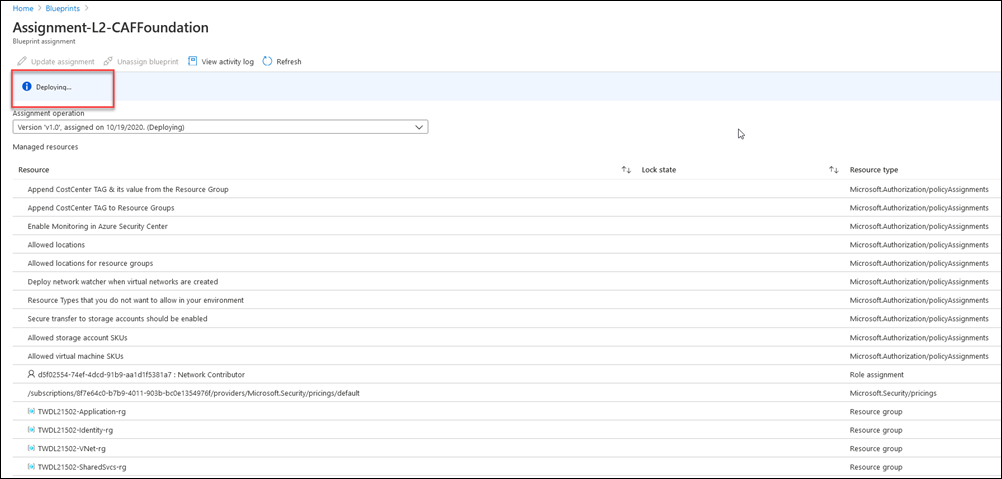 Home > Blueprints >
Assignment-L2-CAFFoundation
Blueprint assignment
Update assignment Unassign blueprint View activity log Refresh
Deploying...
Assignment operation
Version 'v1.0', assigned on 10/19/2020. (Deploying)
Managed resources
Resource Lock state Resource type
Append CostCenter TAG & its value from the Resource Group Microsoft.Authorization/policyAssignments
Append CostCenter TAG to Resource Groups Microsoft.Authorization/policyAssignments
Enable Monitoring in Azure Security Center Microsoft.Authorization/policyAssignments
Allowed locations Microsoft.Authorization/policyAssignments
Allowed locations for resource groups Microsoft.Authorization/policyAssignments
Deploy network watcher when virtual networks are created Microsoft.Authorization/policyAssignments
Resource Types that you do not want to allow in your environment Microsoft.Authorization/policyAssignments
Secure transfer to storage accounts should be enabled Microsoft.Authorization/policyAssignments
Allowed storage account SKUs Microsoft.Authorization/policyAssignments
Allowed virtual machine SKUs Microsoft.Authorization/policyAssignments
d5f02554-74ef-4dcd-91b9-aa1d1f5381a7 : Network Contributor Role assignment
/subscriptions/8f7e64c0-b7b9-4011-903b-bc0e1354976f/providers/Microsoft.Security/pricings/default Microsoft.Security/pricings
TWDL21502-Application-rg Resource group
TWDL21502-Identity-rg Resource group
TWDL21502-VNet-rg Resource group
TWDL21502-SharedSvcs-rg Resource group